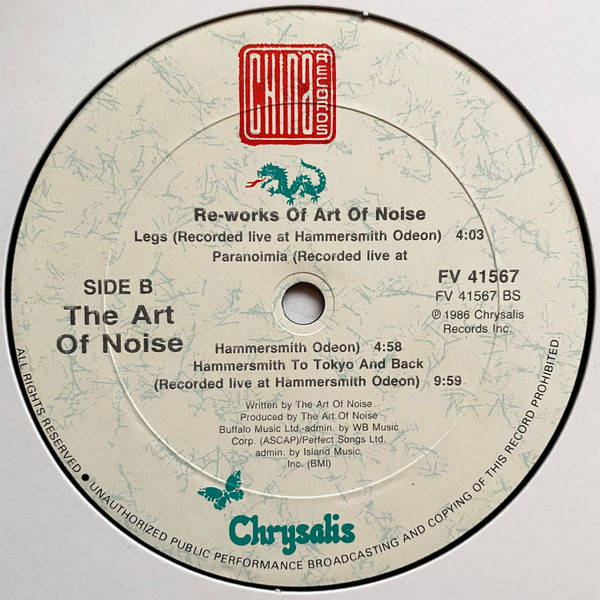 CHINA RECORDS
Re-works Of Art Of Noise
Legs (Recorded live at Hammersmith Odeon) 4:03
Paranoimia (Recorded live at
SIDE B
The Art
Of Noise
FV 41567
FV 41567 BS
℗ 1986 Chrysalis
Records Inc.
Hammersmith Odeon) 4:58
Hammersmith To Tokyo And Back
(Recorded live at Hammersmith Odeon) 9:59
Written by The Art Of Noise
Produced by The Art Of Noise
Buffalo Music Ltd.-admin. by WB Music
Corp. (ASCAP)/Perfect Songs Ltd.
admin. by Island Music,
Inc. (BMI)
Chrysalis
ALL RIGHTS RESERVED ● UNAUTHORIZED PUBLIC PERFORMANCE BROADCASTING AND COPYING OF THIS RECORD PROHIBITED.